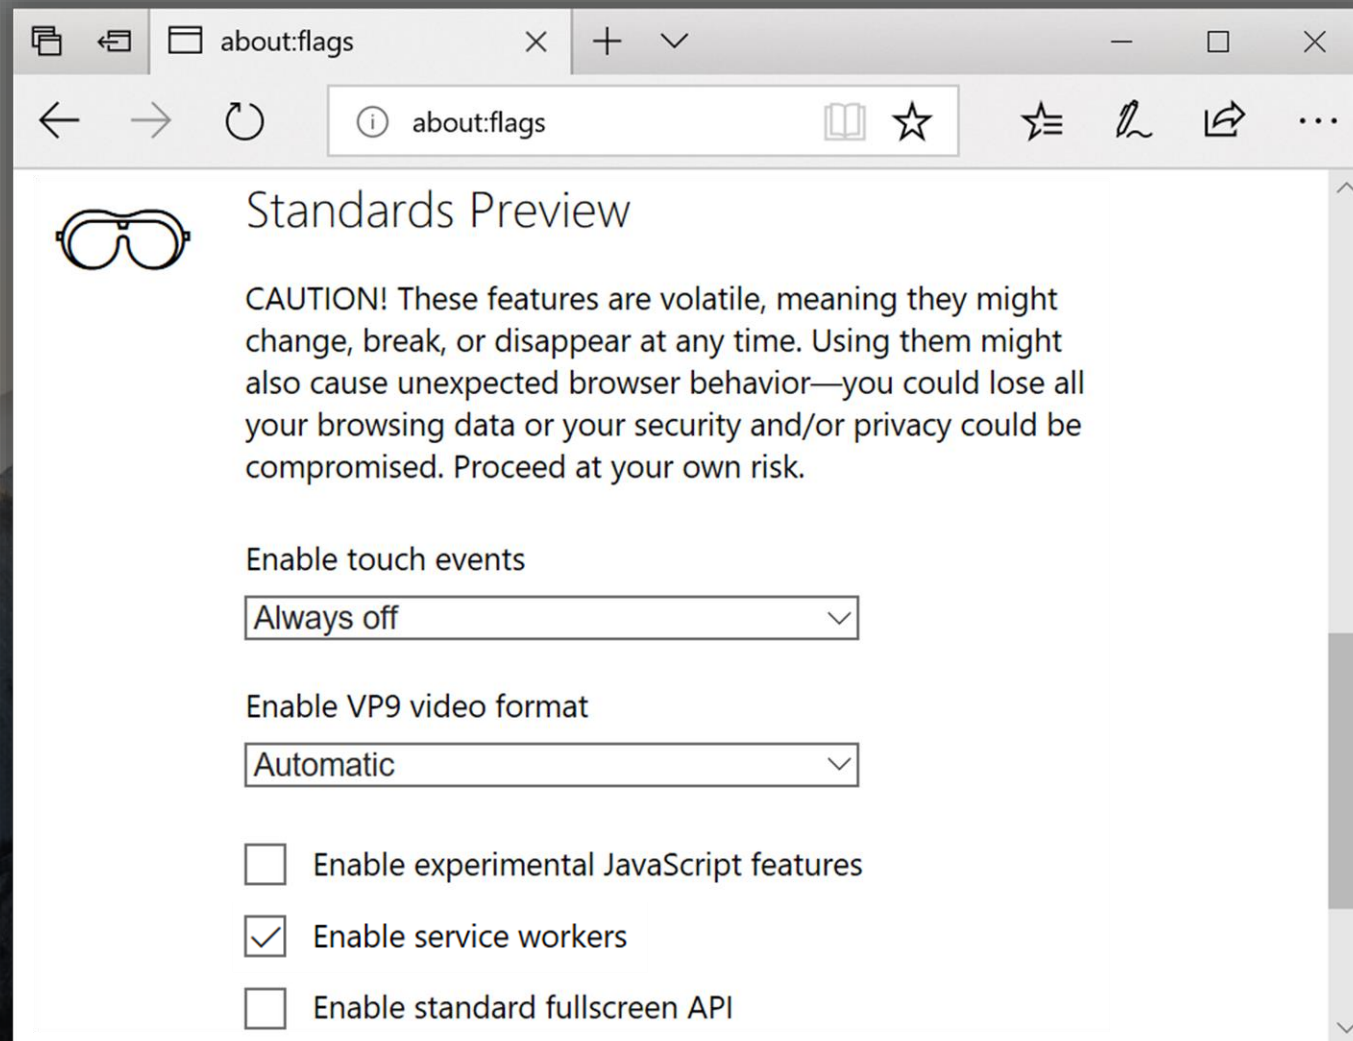 about:flags
about:flags
Standards Preview
CAUTION! These features are volatile, meaning they might
change, break, or disappear at any time. Using them might
also cause unexpected browser behavior—you could lose all
your browsing data or your security and/or privacy could be
compromised. Proceed at your own risk.
Enable touch events
Always off
Enable VP9 video format
Automatic
Enable experimental JavaScript features
Enable service workers
Enable standard fullscreen API